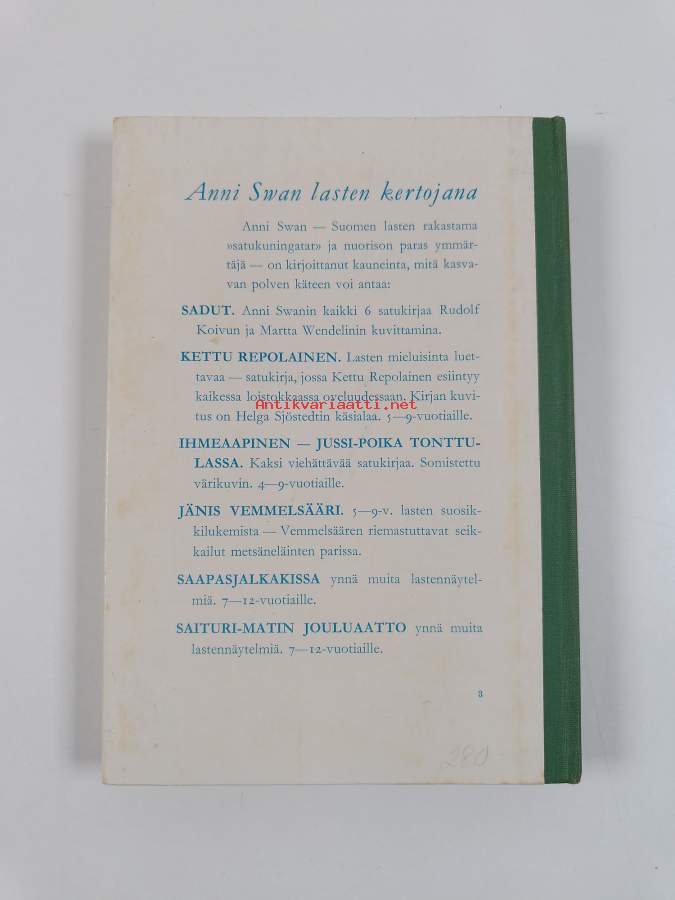 Anni Swan lasten kertojana
Anni Swan — Suomen lasten rakastama
»satukuningatar» ja nuorison paras ymmär-
täjä — on kirjoittanut kauneinta, mitä kasva-
van polven käteen voi antaa:
SADUT. Anni Swanin kaikki 6 satukirjaa Rudolf
Koivun ja Martta Wendelinin kuvittamina.
KETTU REPOLAINEN. Lasten mieluisinta luet-
tavaa — satukirja, jossa Kettu Repolainen esiintyy
kaikessa loistokkaassa oveluudessaan. Kirjan kuvi-
Antikvariaatti.net
tus on Helga Sjöstedtin käsialaa. 5—9-vuotiaille.
IHMEAAPINEN — JUSSI-POIKA TONTTU-
LASSA. Kaksi viehättävää satukirjaa. Somistettu
värikuvin. 4—9-vuotiaille.
JÄNIS VEMMELSÄÄRI. 5—9-v. lasten suosik-
kilukemista — Vemmelsäären riemastuttavat seik-
kailut metsäneläinten parissa.
SAAPASJALKAKISSA ynnä muita lastennäytel-
miä. 7—12-vuotiaille.
SAITURI-MATIN JOULUAATTO ynnä muita
lastennäytelmiä. 7—12-vuotiaille.
3
280